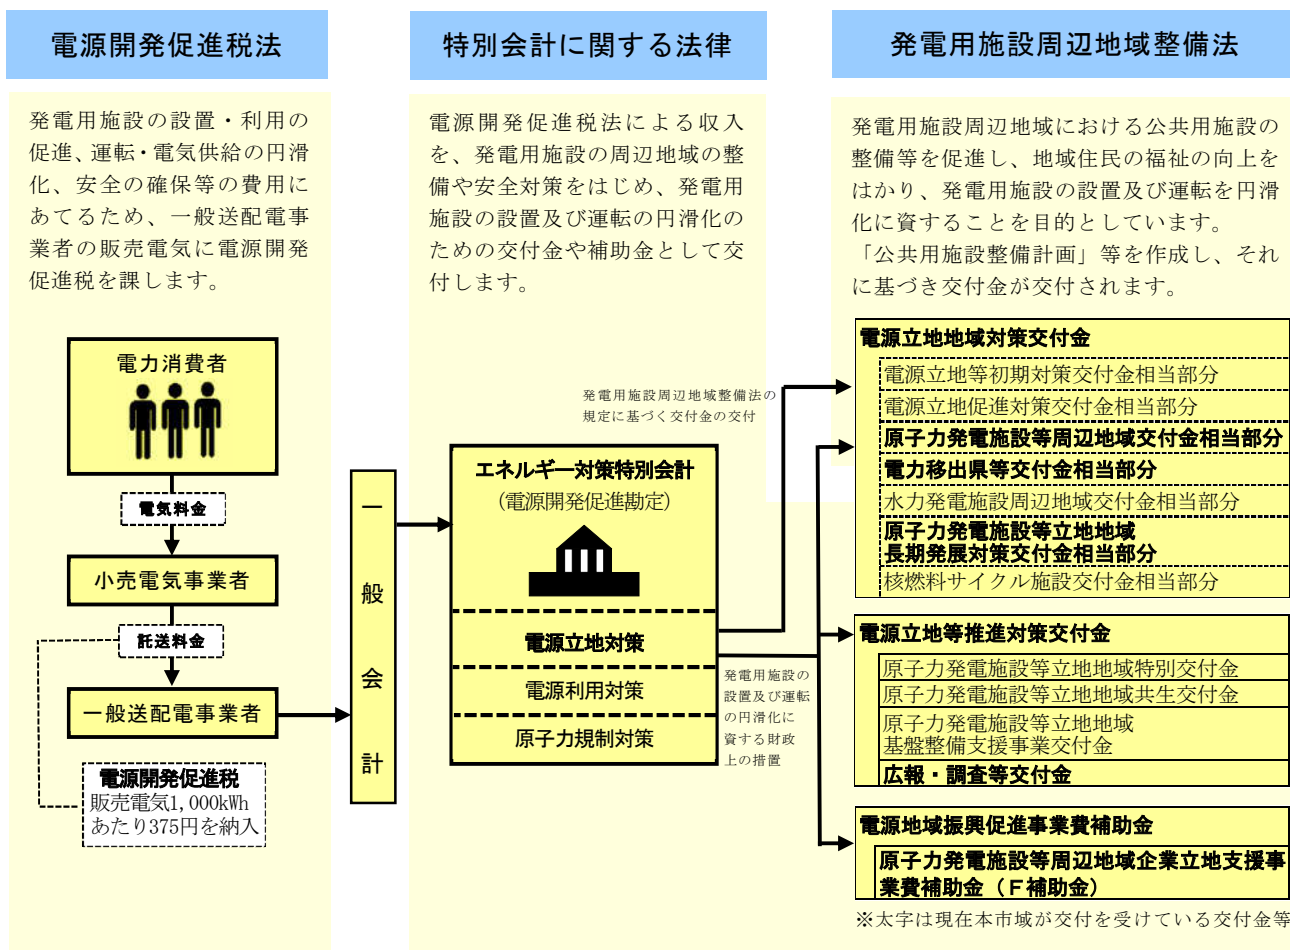 電源開発促進税法
発電用施設の設置・利用の
促進、運転・電気供給の円滑
化、安全の確保等の費用に
あてるため、一般送配電事
業者の販売電気に電源開発
促進税を課します。
電力消費者
電気料金
小売電気事業者
託送料金
一般送配電事業者
電源開発促進税
販売電気1,000kWh
あたり375円を納入
一般会計
特別会計に関する法律
電源開発促進税法による収入
を、発電用施設の周辺地域の整
備や安全対策をはじめ、発電用
施設の設置及び運転の円滑化の
ための交付金や補助金として交
付します。
発電用施設周辺地域整備法の
規定に基づく交付金の交付
エネルギー対策特別会計
(電源開発促進勘定)
電源立地対策
電源利用対策
原子力規制対策
発電用施設の
設置及び運転
の円滑化に
資する財政
上の措置
発電用施設周辺地域整備法
発電用施設周辺地域における公共用施設の
整備等を促進し、地域住民の福祉の向上を
はかり、発電用施設の設置及び運転を円滑
化に資することを目的としています。
「公共用施設整備計画」等を作成し、それ
に基づき交付金が交付されます。
電源立地地域対策交付金
電源立地等初期対策交付金相当部分
電源立地促進対策交付金相当部分
原子力発電施設等周辺地域交付金相当部分
電力移出県等交付金相当部分
水力発電施設周辺地域交付金相当部分
原子力発電施設等立地地域
長期発展対策交付金相当部分
核燃料サイクル施設交付金相当部分
電源立地等推進対策交付金
原子力発電施設等立地地域特別交付金
原子力発電施設等立地地域共生交付金
原子力発電施設等立地地域
基盤整備支援事業交付金
広報・調査等交付金
電源地域振興促進事業費補助金
原子力発電施設等周辺地域企業立地支援事
業費補助金（Ｆ補助金）
※太字は現在本市域が交付を受けている交付金等